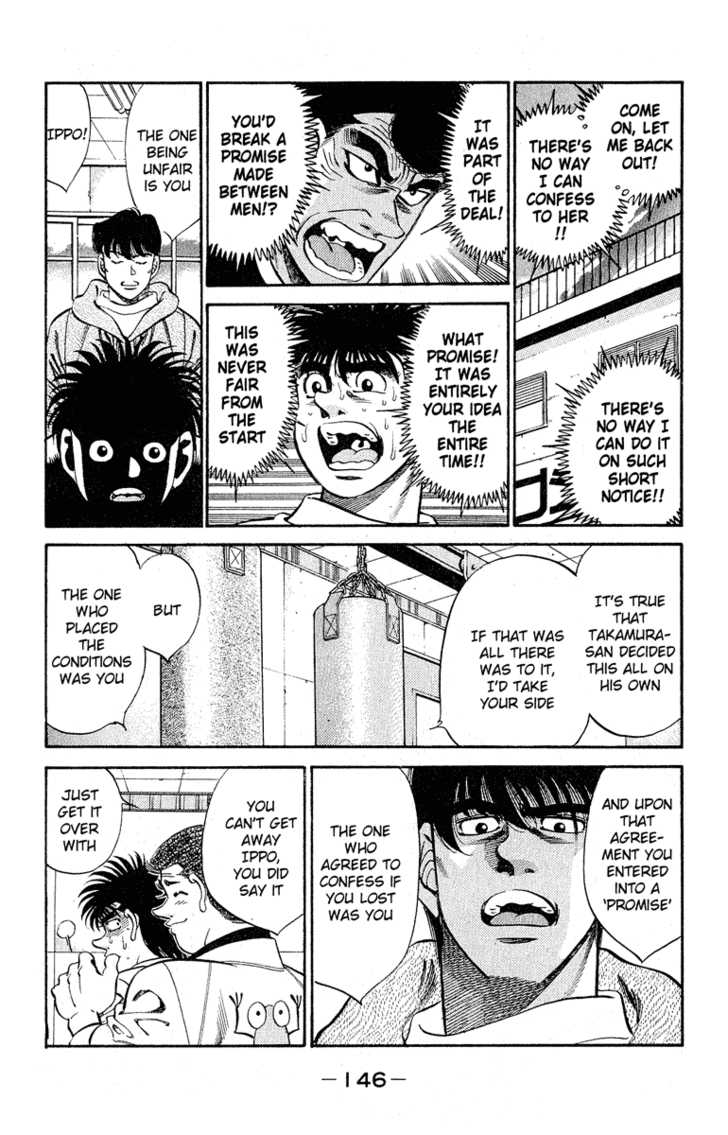 COME
ON, LET
ME BACK
OUT!
THERE'S
NO WAY
I CAN
CONFESS
TO HER
!!
THERE'S
NO WAY I
CAN DO IT
ON SUCH
SHORT
NOTICE!!
IT
WAS
PART
OF
THE
DEAL!
YOU'D
BREAK A
PROMISE
MADE
BETWEEN
MEN!?
WHAT
PROMISE!
IT WAS
ENTIRELY
YOUR IDEA
THE
ENTIRE
TIME!!
THIS
WAS
NEVER
FAIR
FROM
THE
START
THE ONE
BEING
UNFAIR
IS YOU
IPPO!
IT'S TRUE
THAT
TAKAMURA-
SAN DECIDED
THIS ALL ON
HIS OWN
IF THAT WAS
ALL THERE
WAS TO IT,
I'D TAKE
YOUR SIDE
BUT
THE ONE
WHO
PLACED
THE
CONDITIONS
WAS YOU
AND UPON
THAT
AGREE-
MENT YOU
ENTERED
INTO A
'PROMISE'
THE ONE
WHO
AGREED TO
CONFESS IF
YOU LOST
WAS YOU
YOU
CAN'T GET
AWAY
IPPO,
YOU DID
SAY IT
JUST
GET IT
OVER
WITH
— 146 —